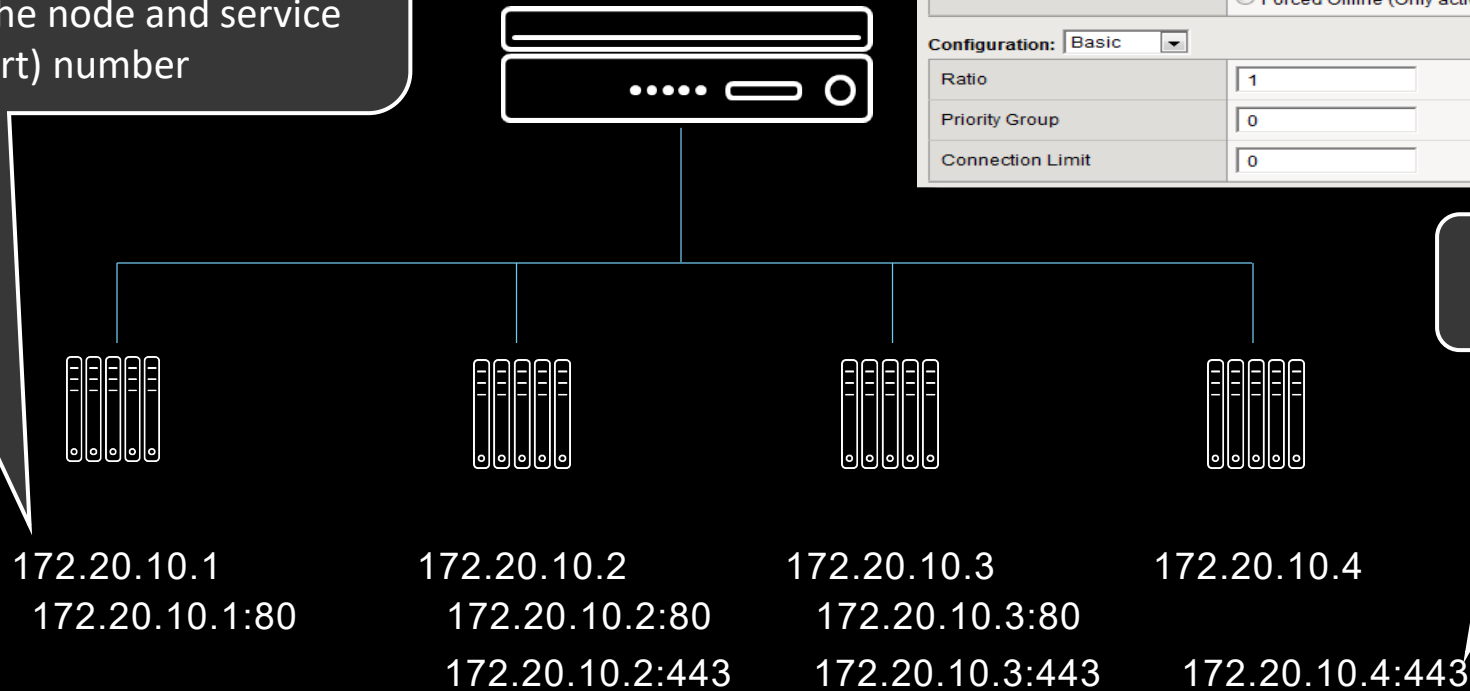 he node and service
rt) number
Configuration: Basic
Ratio 1
Priority Group 0
Connection Limit 0
172.20.10.1 172.20.10.2 172.20.10.3 172.20.10.4
172.20.10.1:80 172.20.10.2:80 172.20.10.3:80
172.20.10.2:443 172.20.10.3:443 172.20.10.4:443